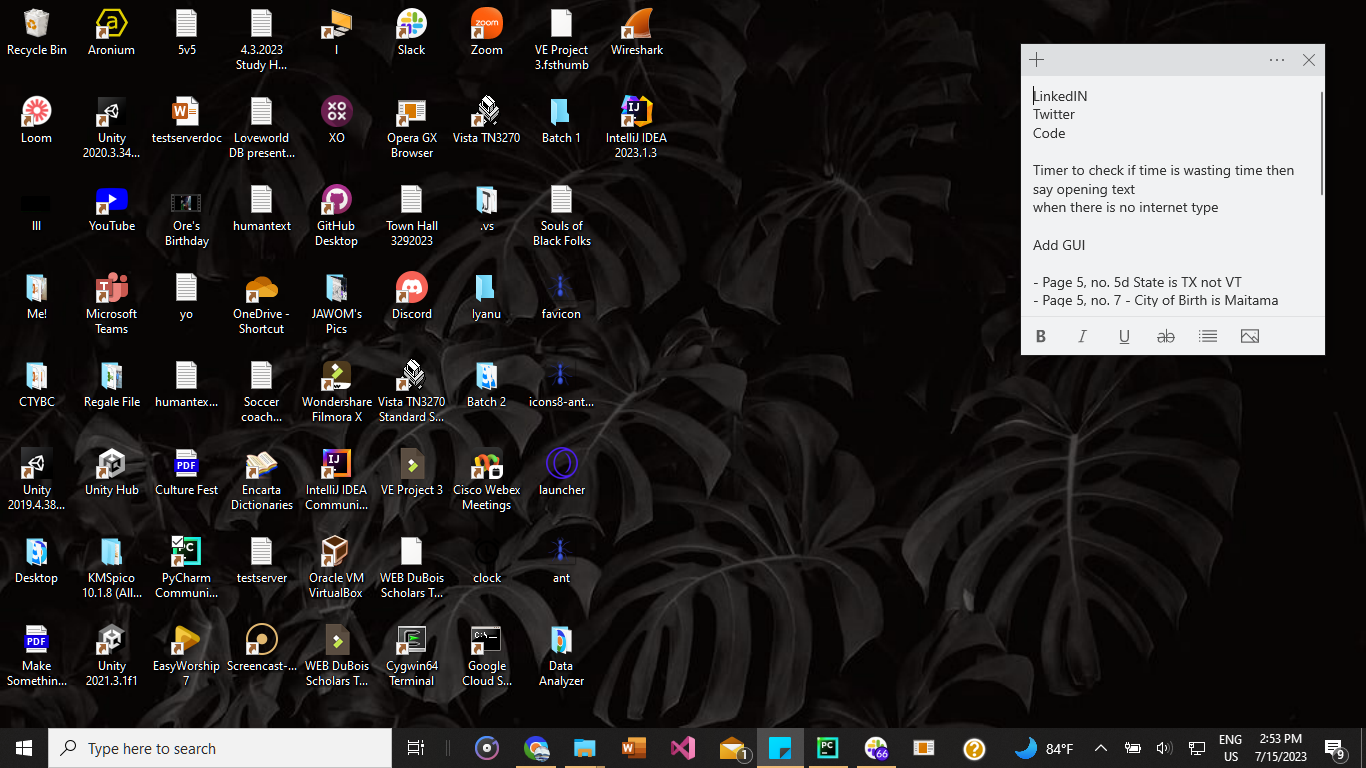 Recycle Bin
Aronium
5v5
4.3.2023
Study H...
I
Slack
Zoom
VE Project
3.fsthumb
Wireshark
Loom
Unity
2020.3.34...
testserverdoc
Loveworld
DB present...
XO
Opera GX
Browser
Vista TN3270
Batch 1
IntelliJ IDEA
2023.1.3
III
YouTube
Ore's
Birthday
humantext
GitHub
Desktop
Town Hall
3292023
.vs
Souls of
Black Folks
Me!
Microsoft
Teams
yo
OneDrive -
Shortcut
JAWOM's
Pics
Discord
Iyanu
favicon
CTYBC
Regale File
humantex...
Soccer
coach...
Wondershare
Filmora X
Vista TN3270
Standard S...
Batch 2
icons8-ant...
Unity
2019.4.38...
Unity Hub
PDF
Culture Fest
Encarta
Dictionaries
IntelliJ IDEA
Communi...
VE Project 3
Cisco Webex
Meetings
launcher
Desktop
KMSpico
10.1.8 (All...
PyCharm
Communi...
testserver
Oracle VM
VirtualBox
WEB DuBois
Scholars T...
clock
ant
PDF
Make
Somethin...
Unity
2021.3.1f1
EasyWorship
7
Screencast-...
WEB DuBois
Scholars T...
Cygwin64
Terminal
Google
Cloud S...
Data
Analyzer
LinkedIN
Twitter
Code
Timer to check if time is wasting time then
say opening text
when there is no internet type
Add GUI
- Page 5, no. 5d State is TX not VT
- Page 5, no. 7 - City of Birth is Maitama
B I U ab
Type here to search
1
66
84°F
ENG
US
2:53 PM
7/15/2023
9